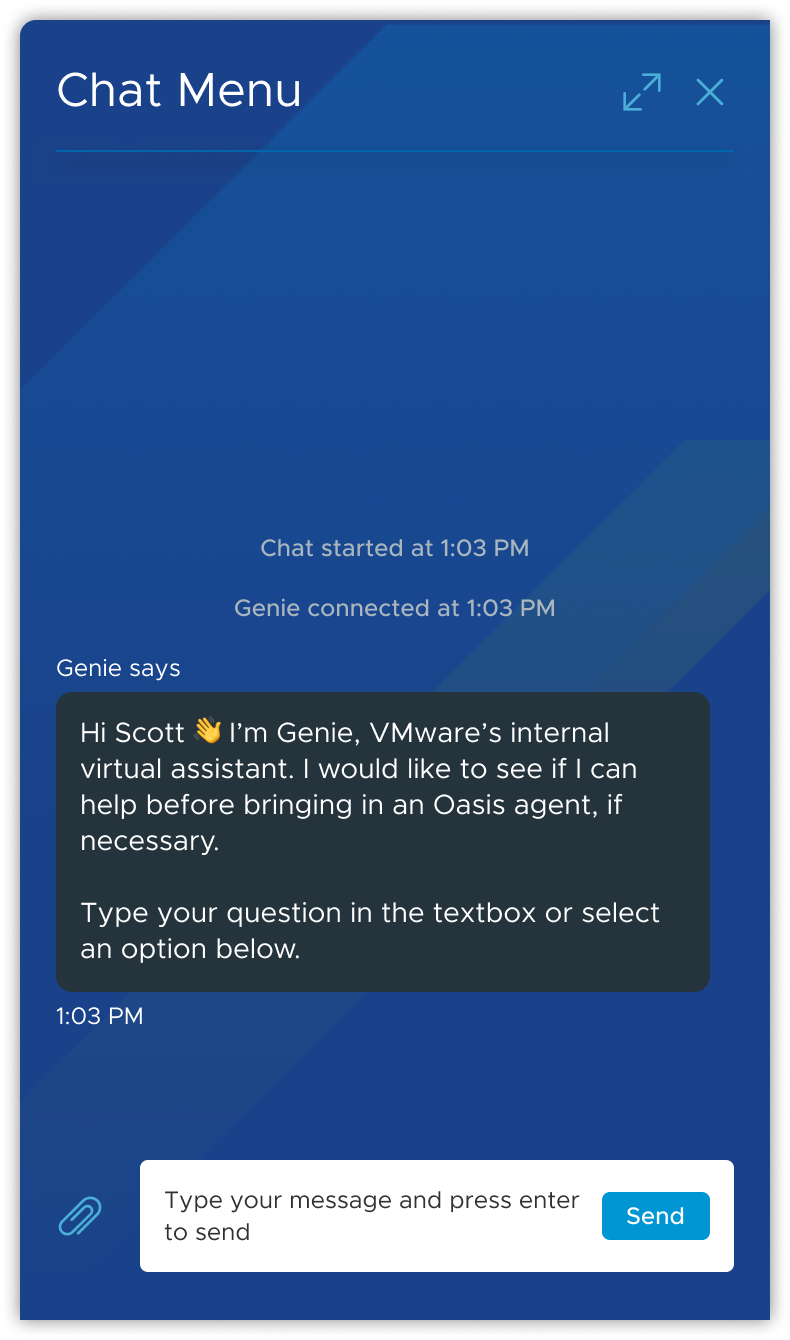 Chat Menu
Chat started at 1:03 PM
Genie connected at 1:03 PM
Genie says
Hi Scott 👋 I’m Genie, VMware’s internal
virtual assistant. I would like to see if I can
help before bringing in an Oasis agent, if
necessary.
Type your question in the textbox or select
an option below.
1:03 PM
Type your message and press enter
to send
Send